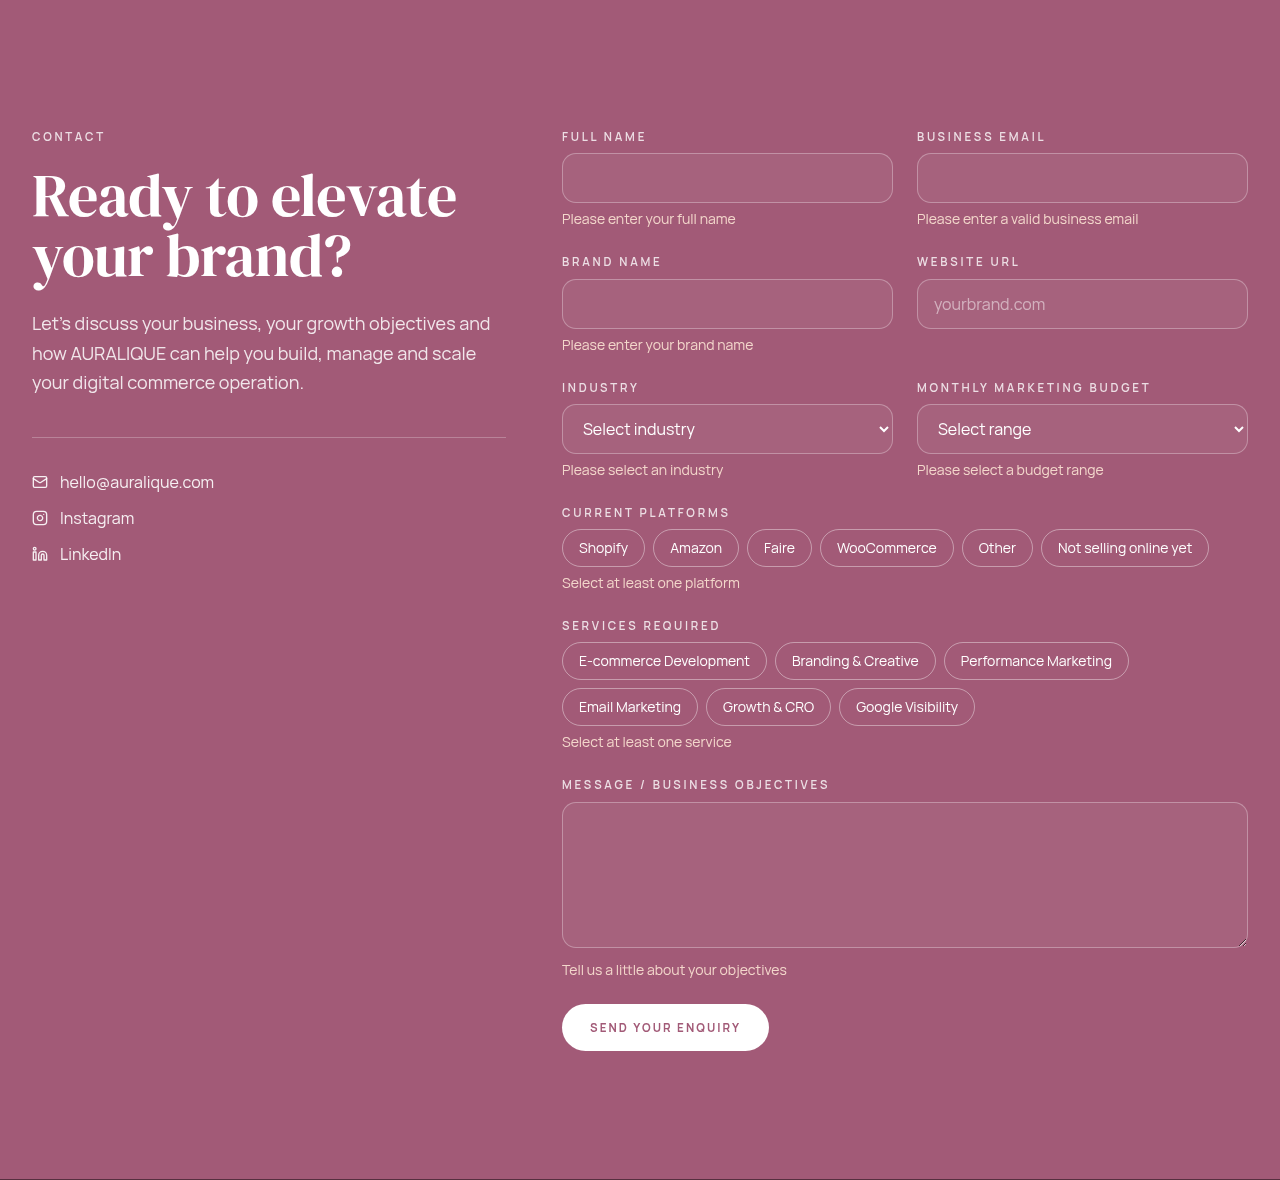 CONTACT
Ready to elevate
your brand?
Let's discuss your business, your growth objectives and
how AURALIQUE can help you build, manage and scale
your digital commerce operation.
hello@auralique.com
Instagram
LinkedIn
FULL NAME
Please enter your full name
BUSINESS EMAIL
Please enter a valid business email
BRAND NAME
Please enter your brand name
WEBSITE URL
yourbrand.com
INDUSTRY
Select industry
Please select an industry
MONTHLY MARKETING BUDGET
Select range
Please select a budget range
CURRENT PLATFORMS
Shopify Amazon Faire WooCommerce Other Not selling online yet
Select at least one platform
SERVICES REQUIRED
E-commerce Development Branding & Creative Performance Marketing
Email Marketing Growth & CRO Google Visibility
Select at least one service
MESSAGE / BUSINESS OBJECTIVES
Tell us a little about your objectives
SEND YOUR ENQUIRY